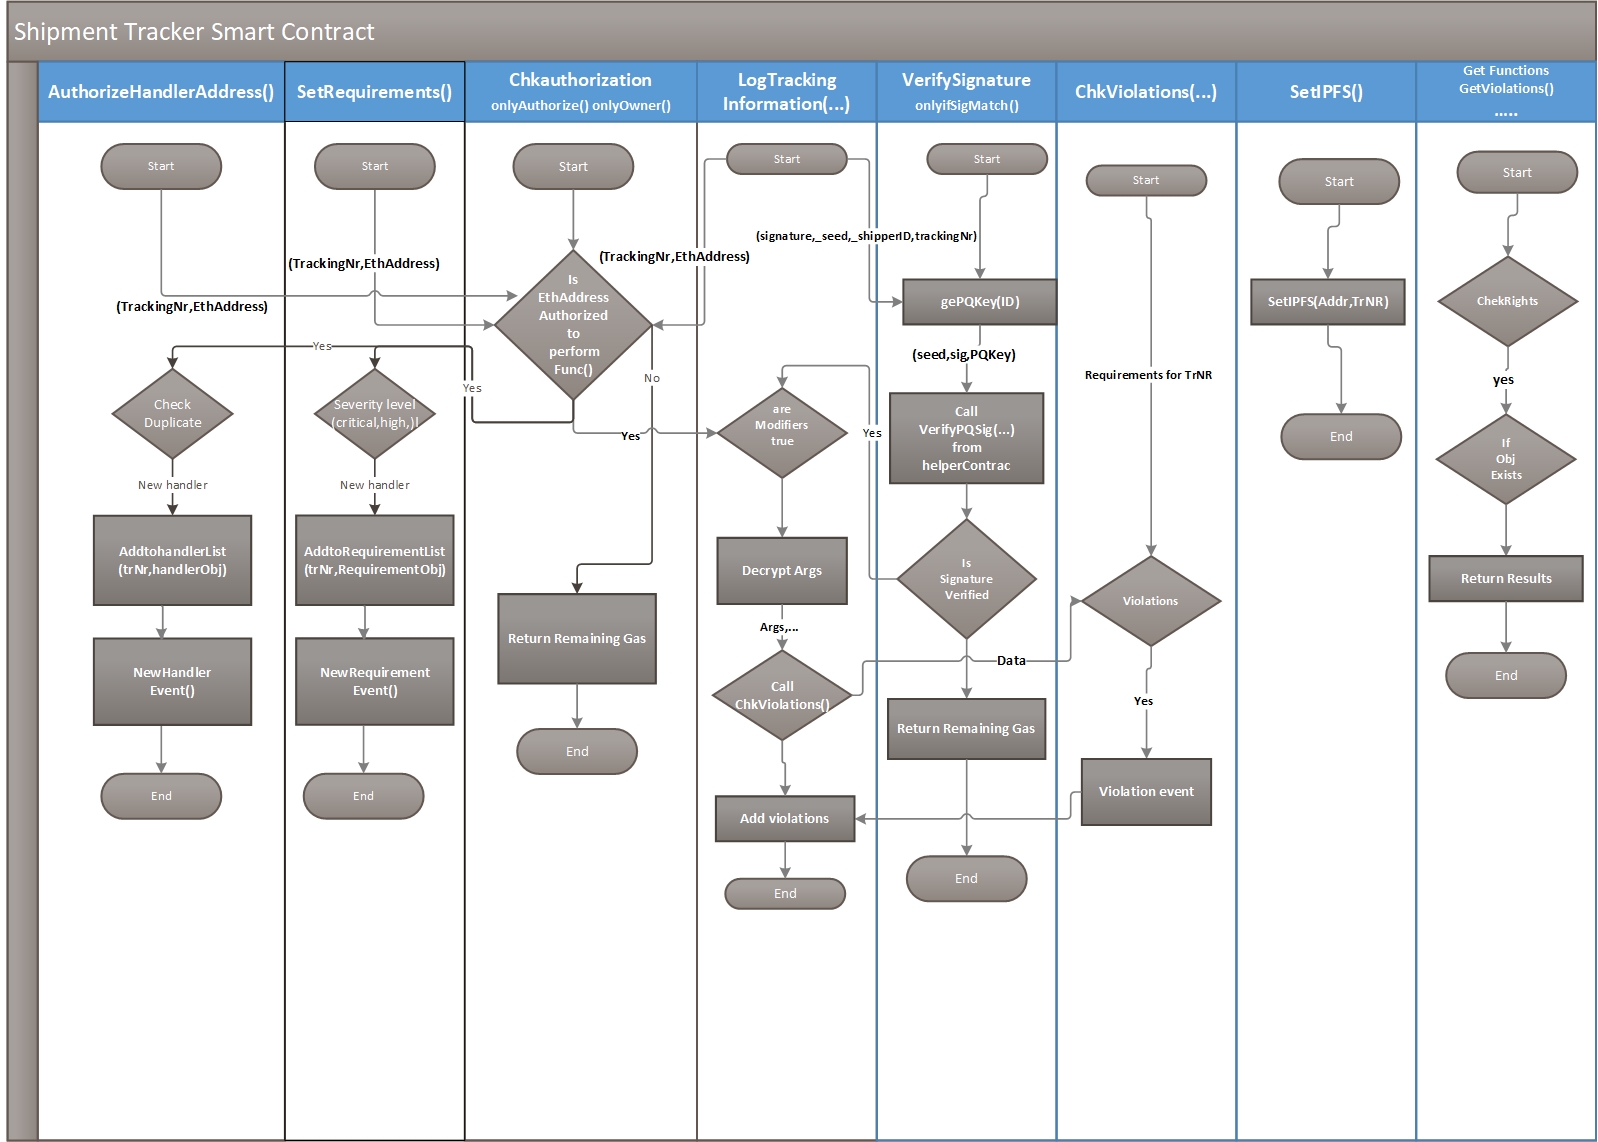 Shipment Tracker Smart Contract
AuthorizeHandlerAddress()
SetRequirements()
Chkauthorization
onlyAuthorize() onlyOwner()
LogTracking
Information(...)
VerifySignature
onlyifSigMatch()
ChkViolations(...)
SetIPFS()
Get Functions
GetViolations()
.....
Start
(TrackingNr,EthAddress)
Yes
Check
Duplicate
New handler
AddtohandlerList
(trNr,handlerObj)
NewHandler
Event()
End
Start
(TrackingNr,EthAddress)
Yes
Severity level
(critical,high,)l
New handler
AddtoRequirementList
(trNr,RequirementObj)
NewRequirement
Event()
End
Start
(TrackingNr,EthAddress)
Is
EthAddress
Authorized
to
perform
Func()
No
Yes
Return Remaining Gas
End
Start
(signature,_seed,_shipperID,trackingNr)
are
Modifiers
true
Decrypt Args
Args,...
Call
ChkViolations()
Add violations
End
Start
gePQKey(ID)
(seed,sig,PQKey)
Call
VerifyPQSig(...)
from
helperContrac
Yes
Is
Signature
Verified
Data
Return Remaining Gas
End
Start
Requirements for TrNR
Violations
Yes
Violation event
Start
SetIPFS(Addr,TrNR)
End
Start
ChekRights
yes
If
Obj
Exists
Return Results
End